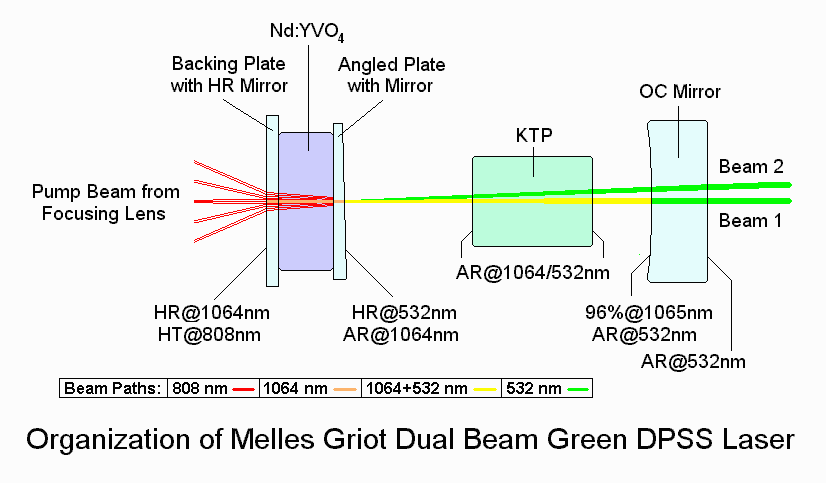 Nd:YVO4
Backing Plate
with HR Mirror
Angled Plate
with Mirror
OC Mirror
KTP
Pump Beam from
Focusing Lens
Beam 2
Beam 1
AR@1064/532nm
HR@1064nm
HT@808nm
HR@532nm
AR@1064nm
96%@1065nm
AR@532nm
AR@532nm
Beam Paths: 808 nm 1064 nm 1064+532 nm 532 nm
Organization of Melles Griot Dual Beam Green DPSS Laser